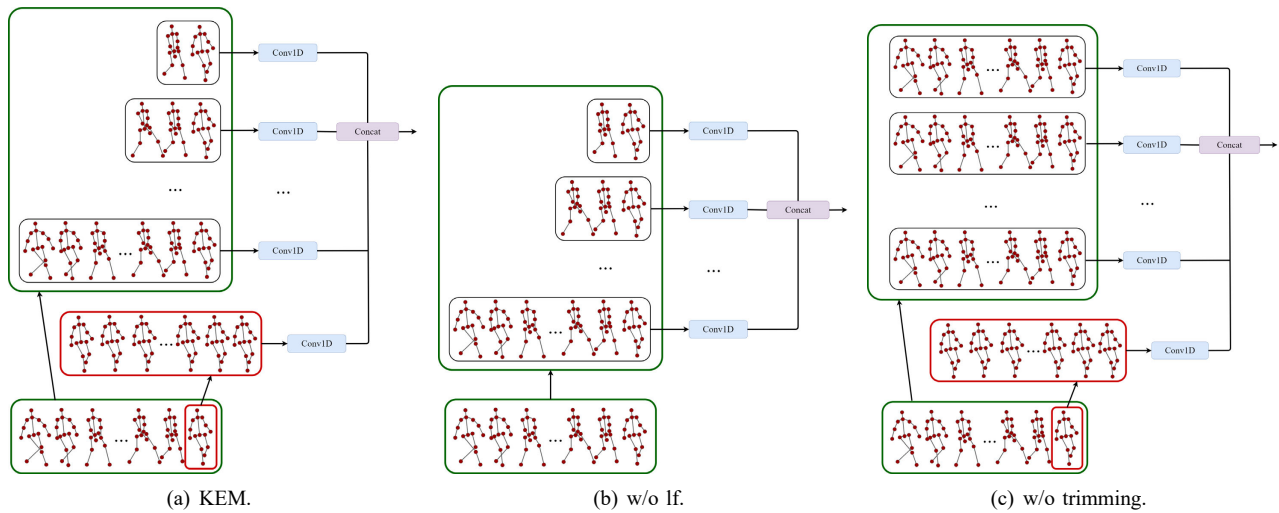 Conv1D
Conv1D
Concat
...
...
... Conv1D
... Conv1D
...
(a) KEM.
Conv1D
... Conv1D
Concat
...
...
... Conv1D
...
(b) w/o lf.
... Conv1D
... Conv1D
Concat
...
...
... Conv1D
... Conv1D
...
(c) w/o trimming.